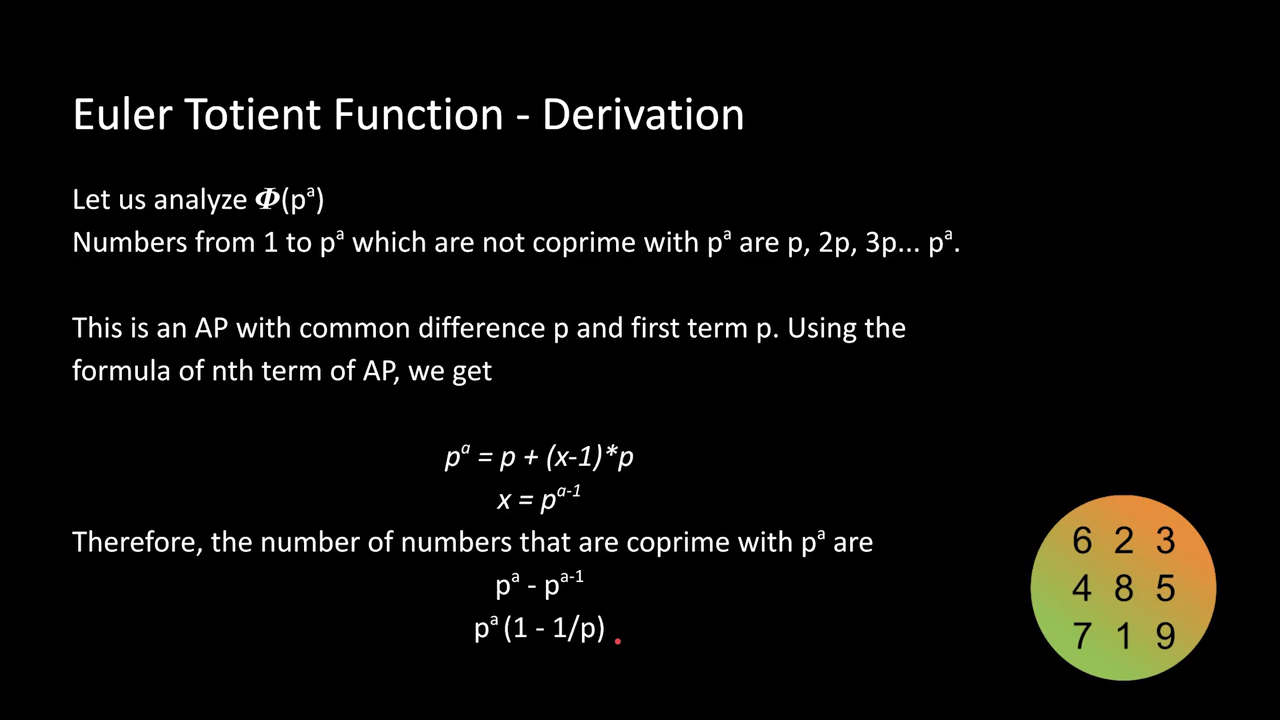 Euler Totient Function - Derivation
Let us analyze Φ(pᵃ)
Numbers from 1 to pᵃ which are not coprime with pᵃ are p, 2p, 3p... pᵃ.
This is an AP with common difference p and first term p. Using the
formula of nth term of AP, we get
pᵃ = p + (x-1)*p
x = pᵃ⁻¹
Therefore, the number of numbers that are coprime with pᵃ are
pᵃ - pᵃ⁻¹
pᵃ (1 - 1/p)
6 2 3
4 8 5
7 1 9